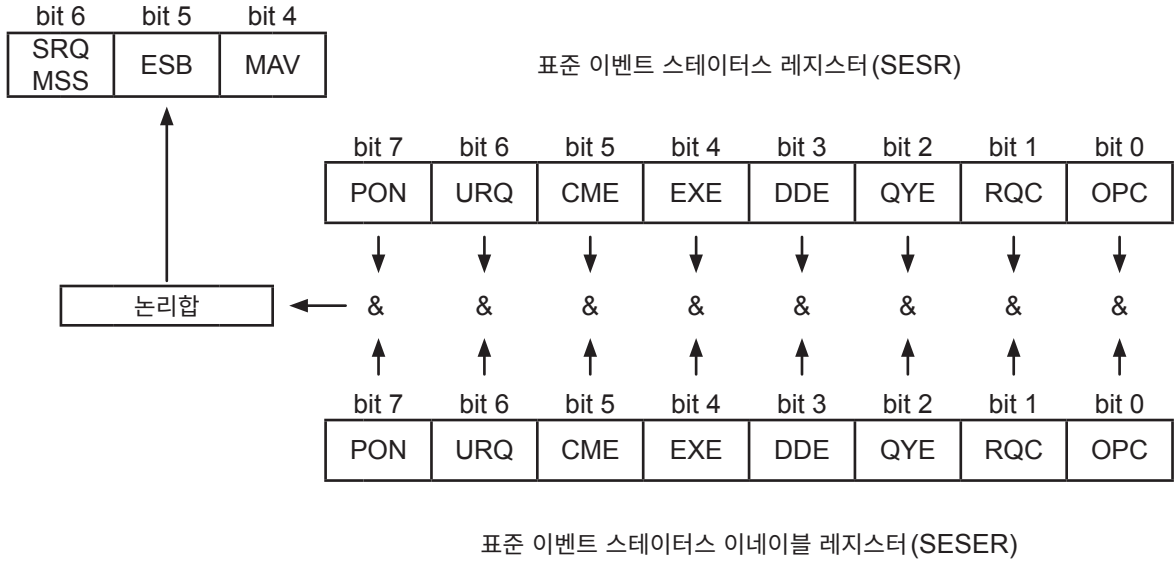 bit 6 bit 5 bit 4
SRQ
MSS ESB MAV
표준 이벤트 스테이터스 레지스터(SESR)
bit 7 bit 6 bit 5 bit 4 bit 3 bit 2 bit 1 bit 0
PON URQ CME EXE DDE QYE RQC OPC
논리합 & & & & & & & &
bit 7 bit 6 bit 5 bit 4 bit 3 bit 2 bit 1 bit 0
PON URQ CME EXE DDE QYE RQC OPC
표준 이벤트 스테이터스 이네이블 레지스터(SESER)